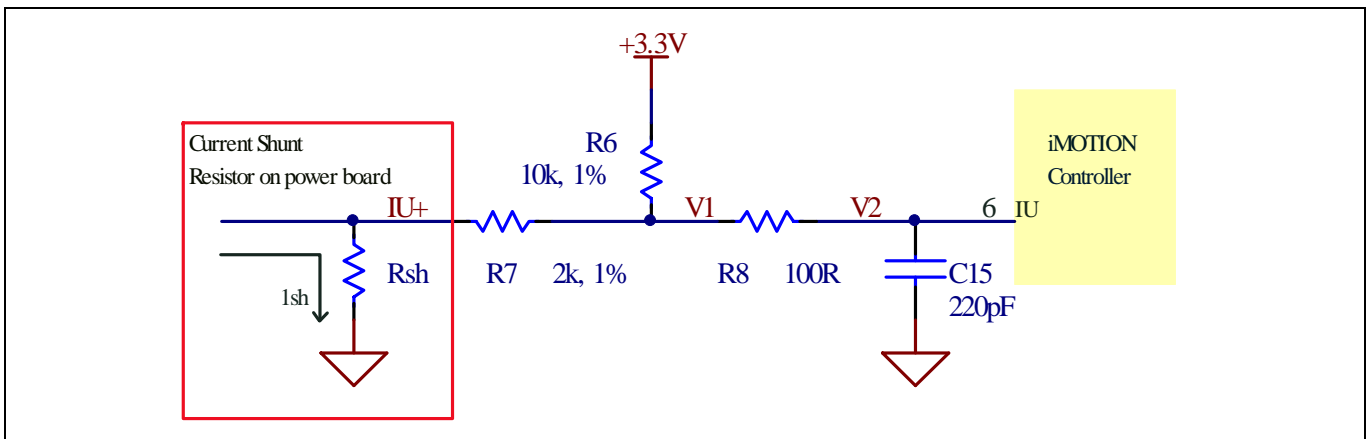 +3.3V
Current Shunt
Resistor on power board
R6
10k, 1%
iMOTION
Controller
IU+
V1
V2
6
IU
Rsh
R7
2k, 1%
R8
100R
C15
220pF
1sh